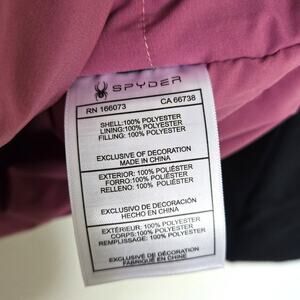 SPYDER
RN 166073 CA 66738
SHELL:100% POLYESTER
LINING:100% POLYESTER
FILLING: 100% POLYESTER
EXCLUSIVE OF DECORATION
MADE IN CHINA
EXTERIOR: 100% POLIÉSTER
FORRO:100% POLIÉSTER
RELLENO: 100% POLIÉSTER
EXCLUSIVO DE DECORACIÓN
HECHO EN CHINA
EXTÉRIEUR: 100% POLYESTER
CORPS:100% POLYESTER
REMPLISSAGE: 100% POLYESTER
EXCLUSIF DE DÉCORATION
FABRIQUÉ EN CHINE